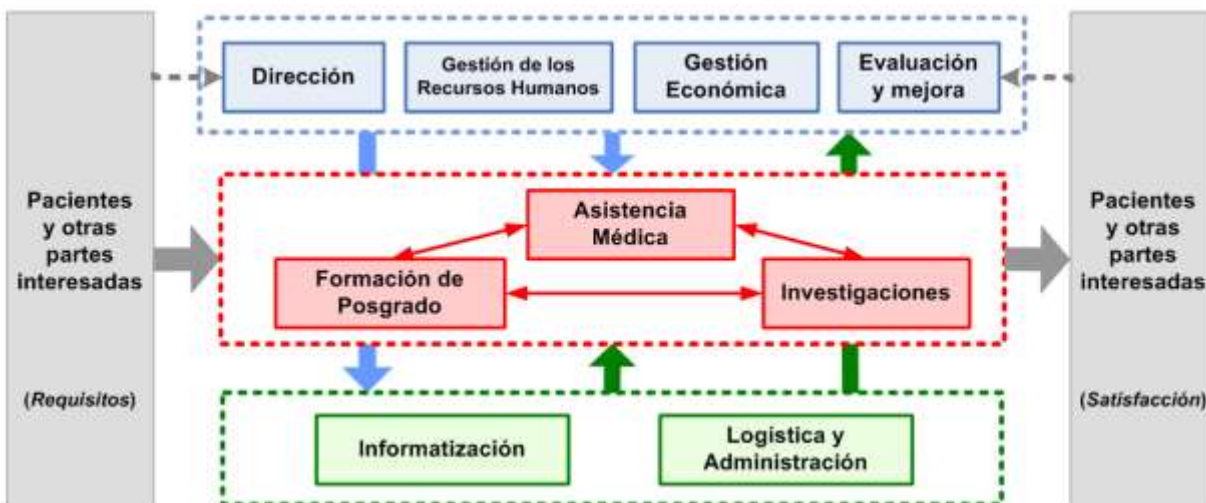 Dirección
Gestión de los
Recursos Humanos
Gestión
Económica
Evaluación
y mejora
Pacientes
y otras
partes
interesadas
(Requisitos)
Asistencia
Médica
Formación de
Posgrado
Investigaciones
Informatización
Logística y
Administración
Pacientes
y otras
partes
interesadas
(Satisfacción)